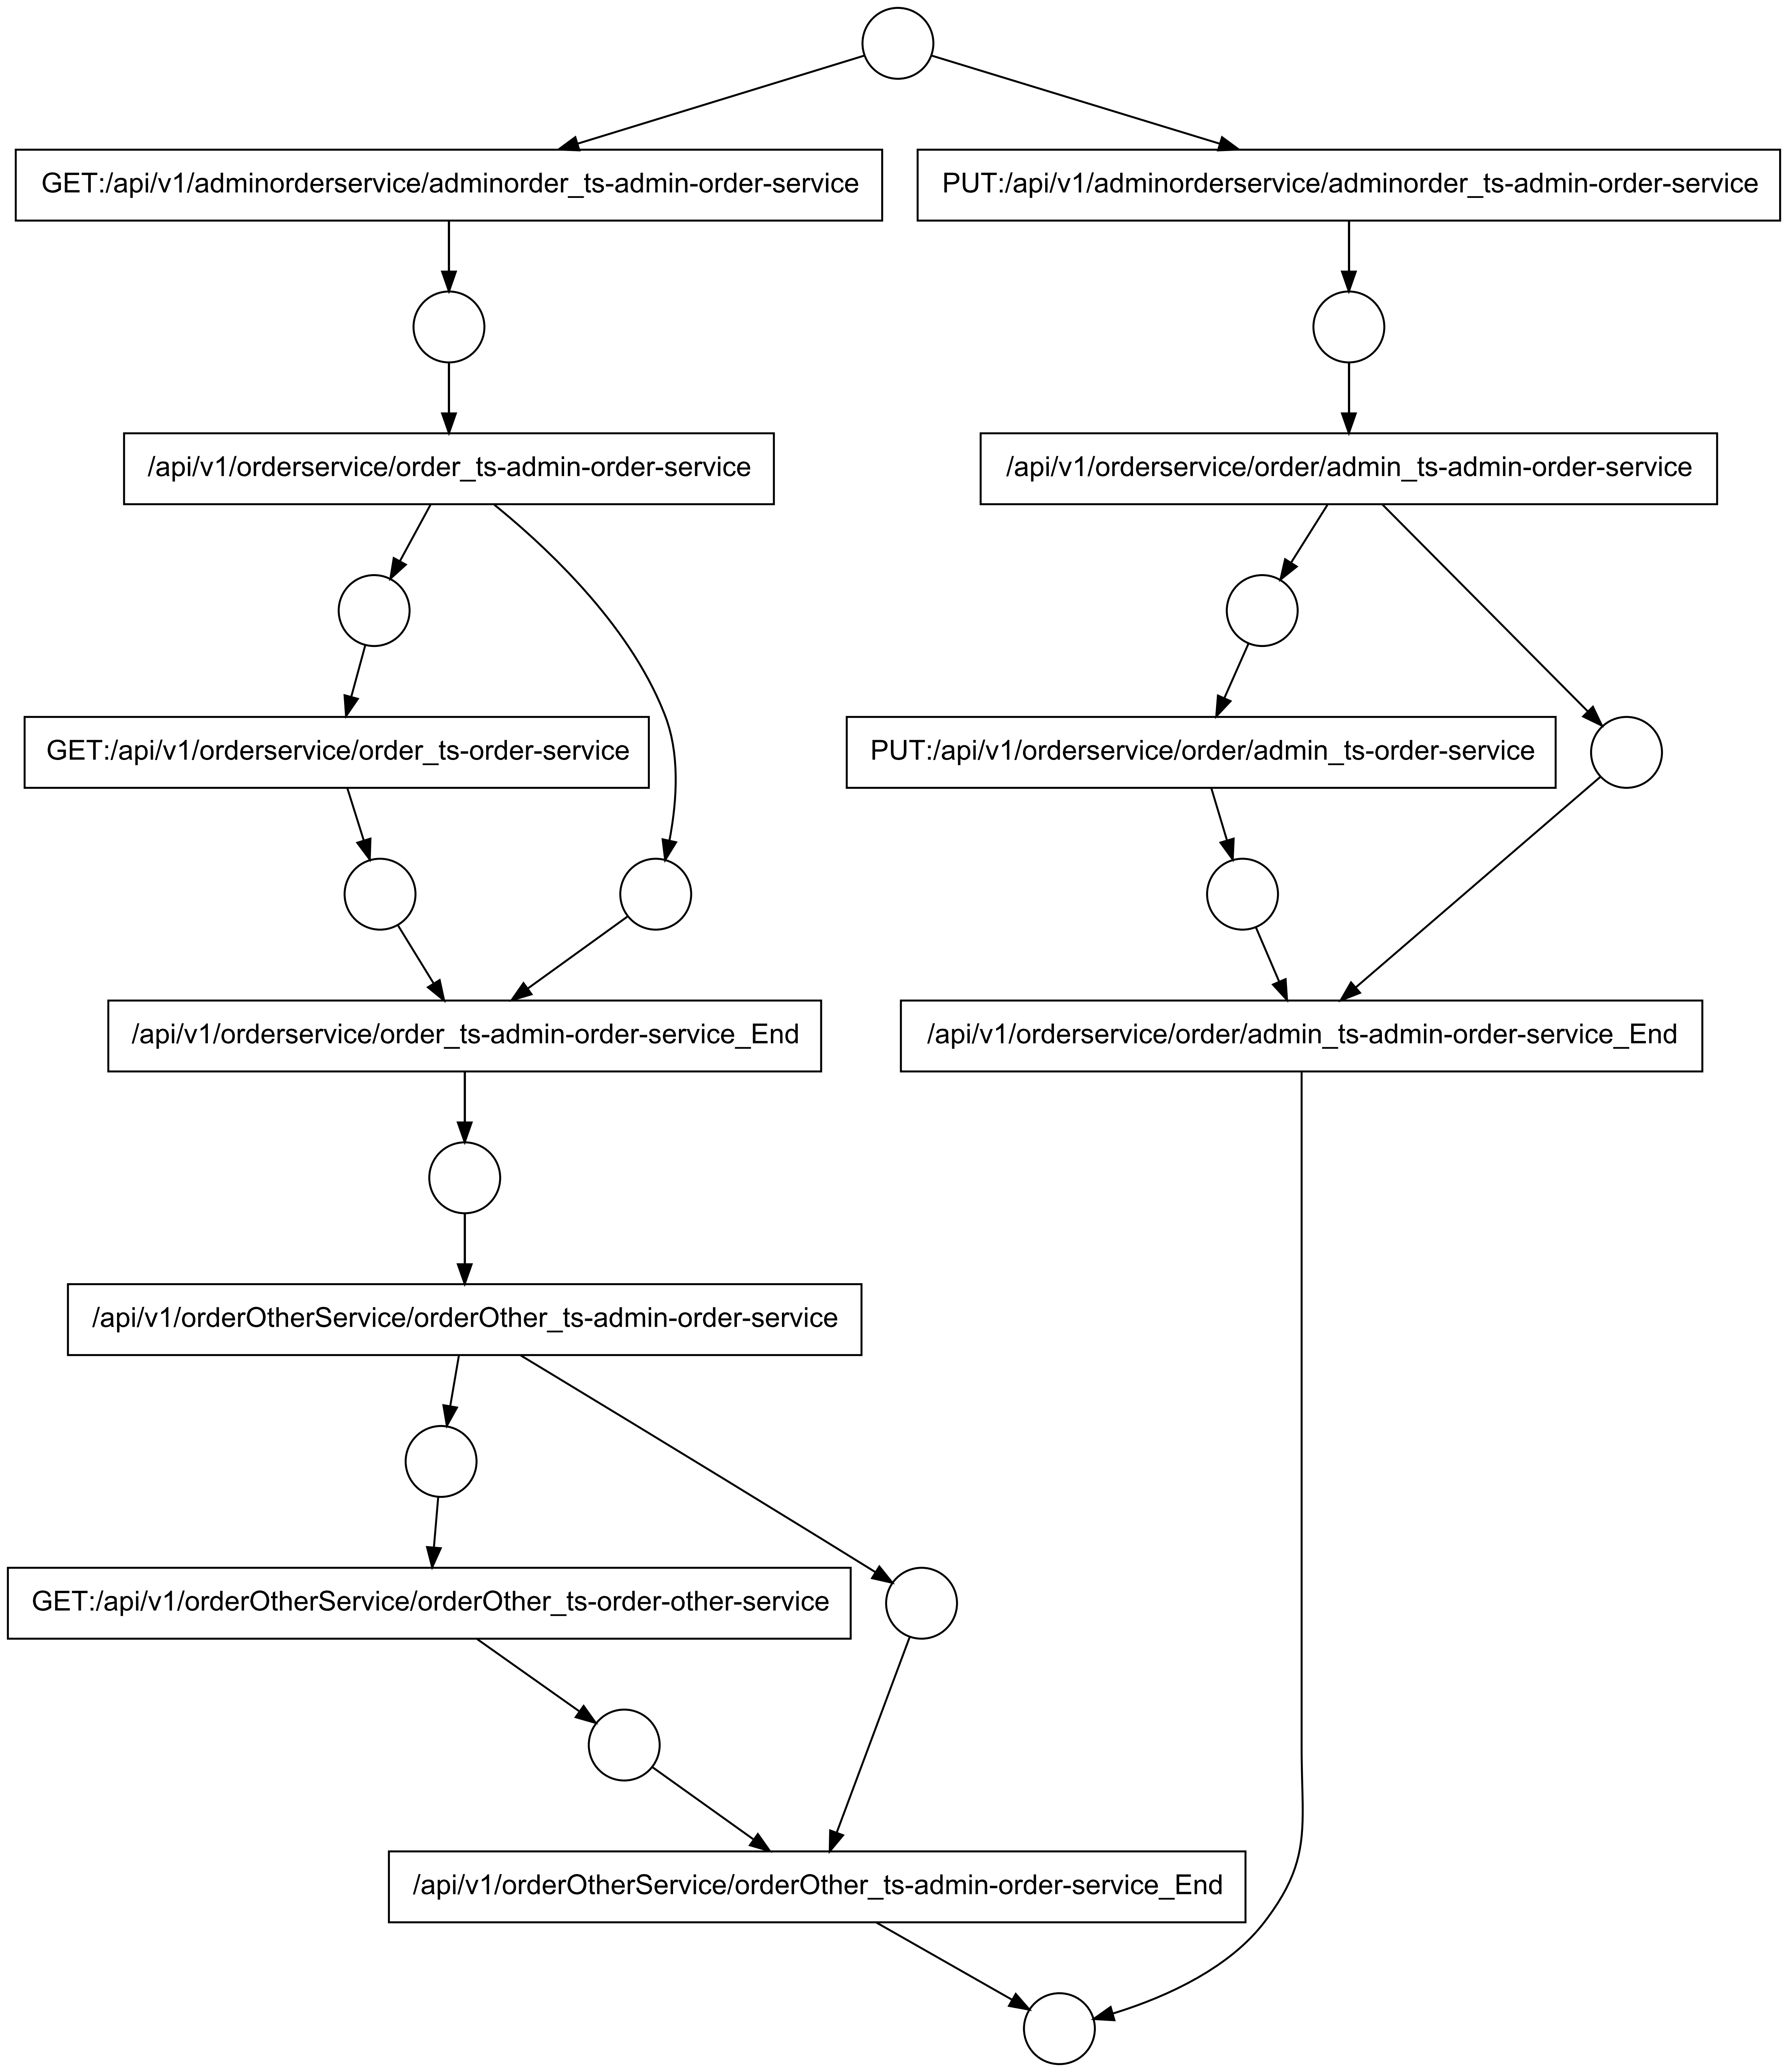 GET:/api/v1/adminorderservice/adminorder_ts-admin-order-service
PUT:/api/v1/adminorderservice/adminorder_ts-admin-order-service
/api/v1/orderservice/order_ts-admin-order-service
/api/v1/orderservice/order/admin_ts-admin-order-service
GET:/api/v1/orderservice/order_ts-order-service
PUT:/api/v1/orderservice/order/admin_ts-order-service
/api/v1/orderservice/order_ts-admin-order-service_End
/api/v1/orderservice/order/admin_ts-admin-order-service_End
/api/v1/orderOtherService/orderOther_ts-admin-order-service
GET:/api/v1/orderOtherService/orderOther_ts-order-other-service
/api/v1/orderOtherService/orderOther_ts-admin-order-service_End